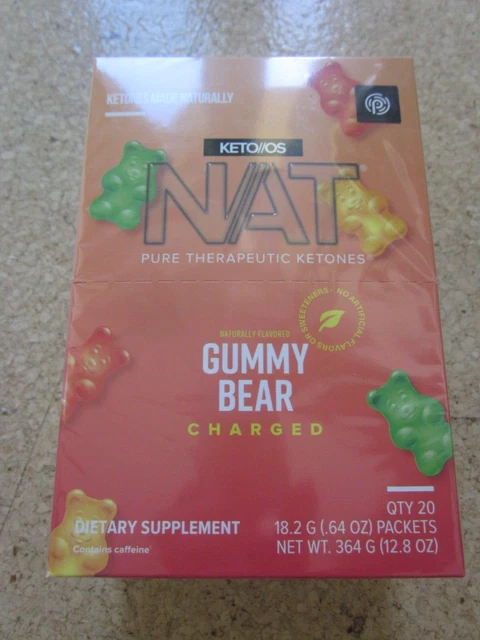 KETONES MADE NATURALLY
KETO//OS
N/AT
PURE THERAPEUTIC KETONES®
NO ARTIFICIAL FLAVORS OR SWEETENERS
NATURALLY FLAVORED
GUMMY
BEAR
CHARGED
QTY 20
DIETARY SUPPLEMENT
18.2 G (.64 OZ) PACKETS
Contains caffeine†
NET WT. 364 G (12.8 OZ)